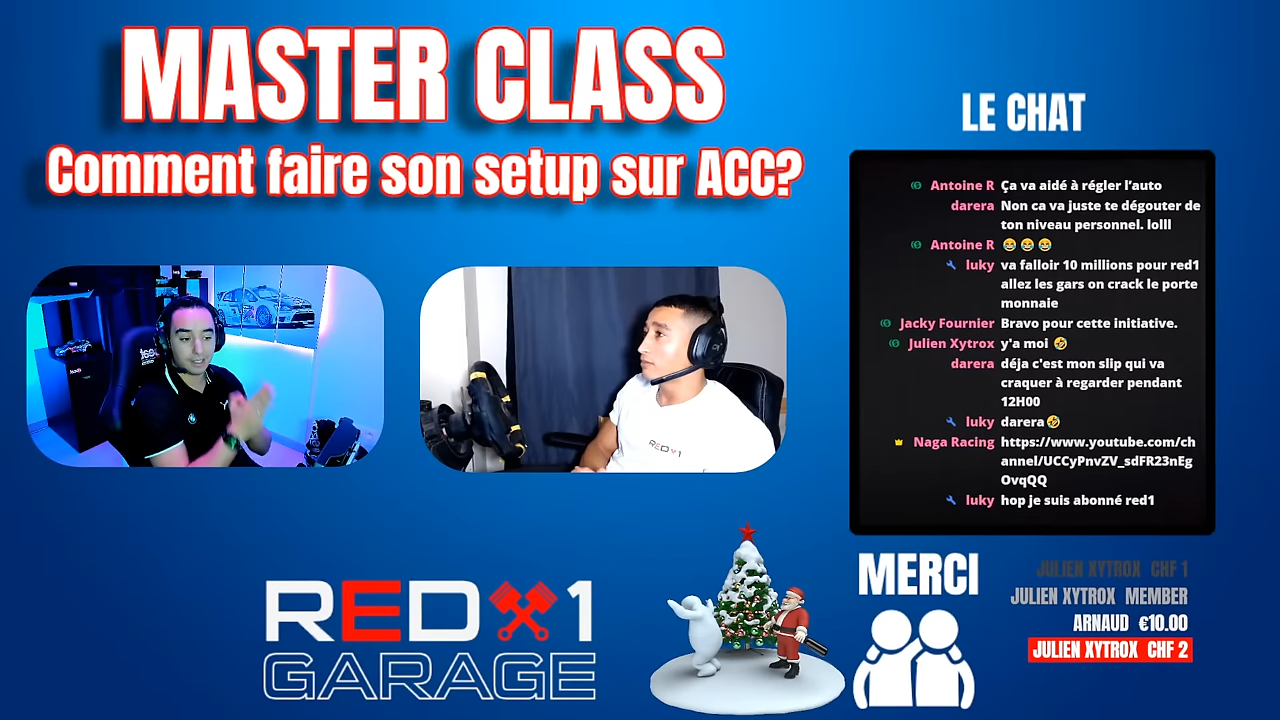 MASTER CLASS
Comment faire son setup sur ACC?
LE CHAT
Antoine R Ça va aidé à régler l'auto
darera Non ca va juste te dégouter de
ton niveau personnel. lolll
Antoine R 😂 😂 😂
luky va falloir 10 millions pour red1
allez les gars on crack le porte
monnaie
Jacky Fournier Bravo pour cette initiative.
Julien Xytrox y'a moi 🤣
darera déja c'est mon slip qui va
craquer à regarder pendant
12H00
luky darera🤣
Naga Racing https://www.youtube.com/ch
annel/UCCyPnvZV_sdFR23nEg
OvqQQ
luky hop je suis abonné red1
RED 1
RED 1
GARAGE
MERCI
JULIEN XYTROX CHF 1
JULIEN XYTROX MEMBER
ARNAUD €10.00
JULIEN XYTROX CHF 2